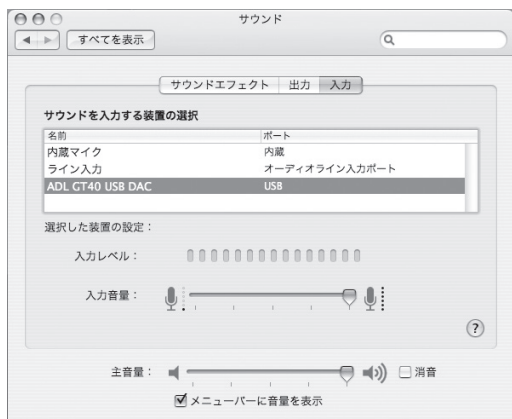 サウンド
すべてを表示
サウンドエフェクト 出力 入力
サウンドを入力する装置の選択
名前 ポート
内蔵マイク 内蔵
ライン入力 オーディオライン入力ポート
ADL GT40 USB DAC USB
選択した装置の設定：
入力レベル：
入力音量：
?
主音量： 消音
メニューバーに音量を表示